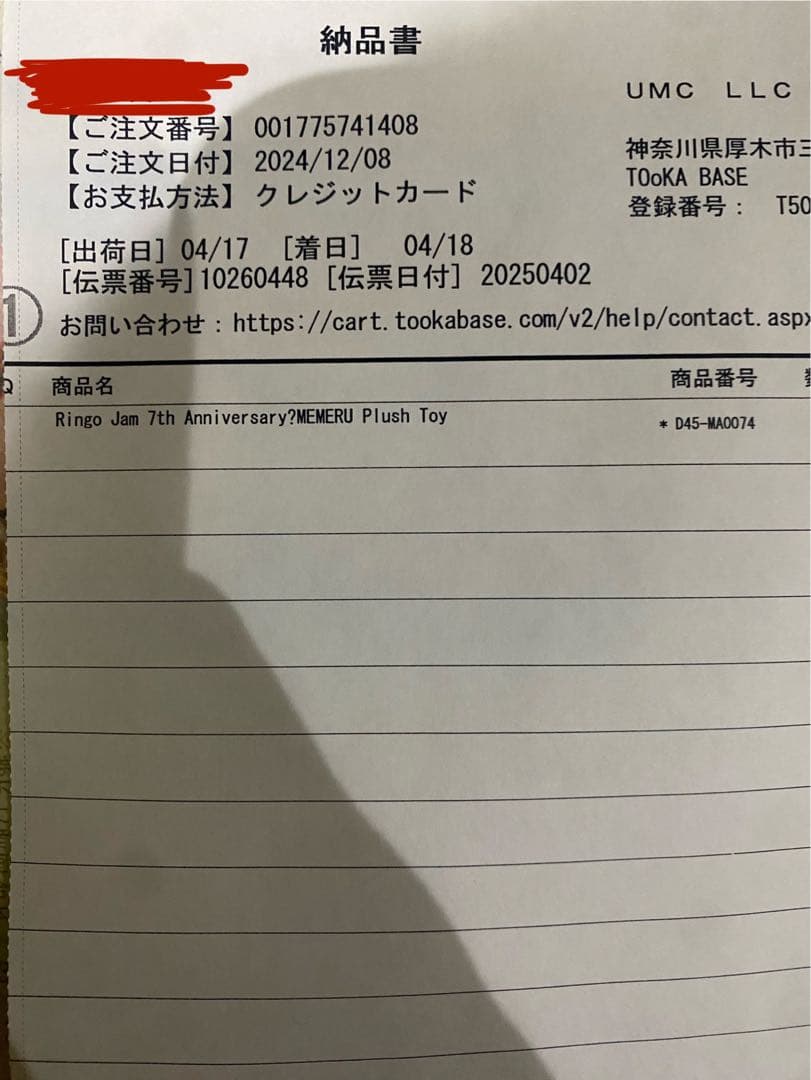 納品書
UMC LLC
【ご注文番号】 001775741408
【ご注文日付】 2024/12/08
【お支払方法】 クレジットカード
神奈川県厚木市三
TOoKA BASE
登録番号： T50
[出荷日] 04/17 [着日] 04/18
[伝票番号]10260448 [伝票日付] 20250402
1
お問い合わせ：https://cart.tookabase.com/v2/help/contact.aspx
Q 商品名 商品番号
Ringo Jam 7th Anniversary?MEMERU Plush Toy * D45-MA0074